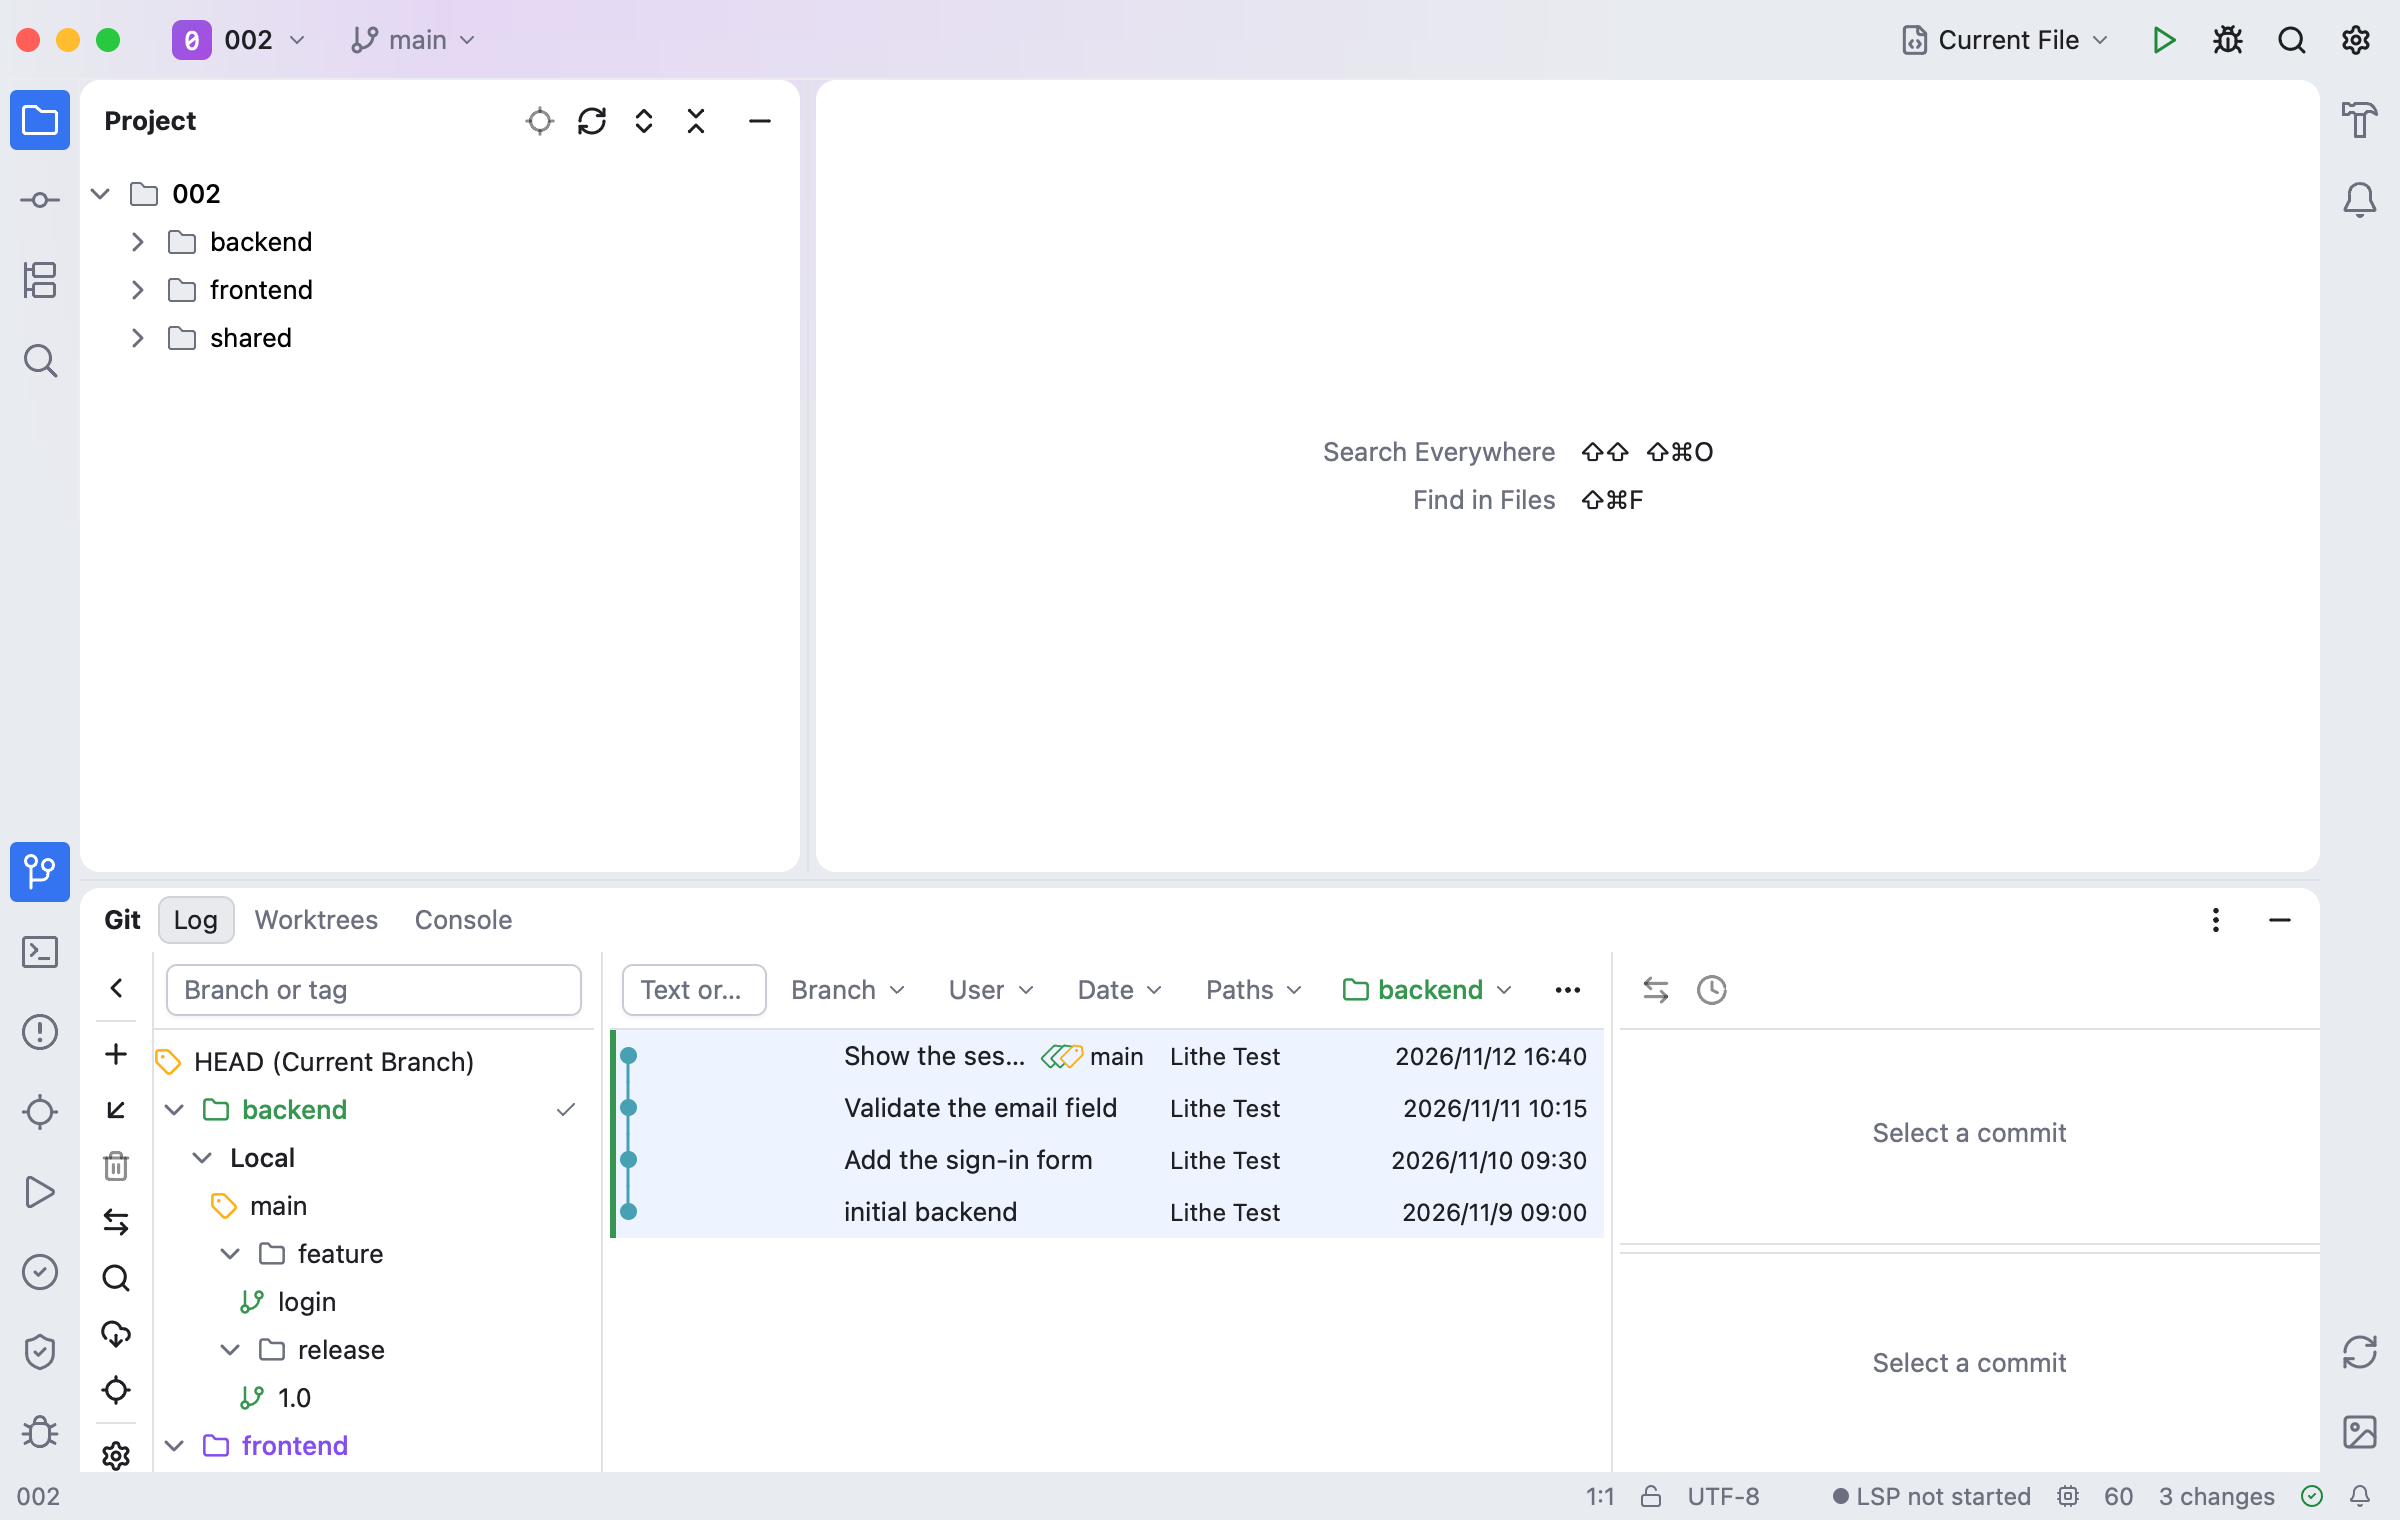 0 002 main Current File
Project
002
backend
frontend
shared
Search Everywhere ⇧⇧ ⇧⌘O
Find in Files ⇧⌘F
Git Log Worktrees Console
Branch or tag
HEAD (Current Branch)
backend
Local
main
feature
login
release
1.0
frontend
Text or... Branch User Date Paths backend
Show the ses... main Lithe Test 2026/11/12 16:40
Validate the email field Lithe Test 2026/11/11 10:15
Add the sign-in form Lithe Test 2026/11/10 09:30
initial backend Lithe Test 2026/11/9 09:00
Select a commit
Select a commit
002 1:1 UTF-8 LSP not started 60 3 changes